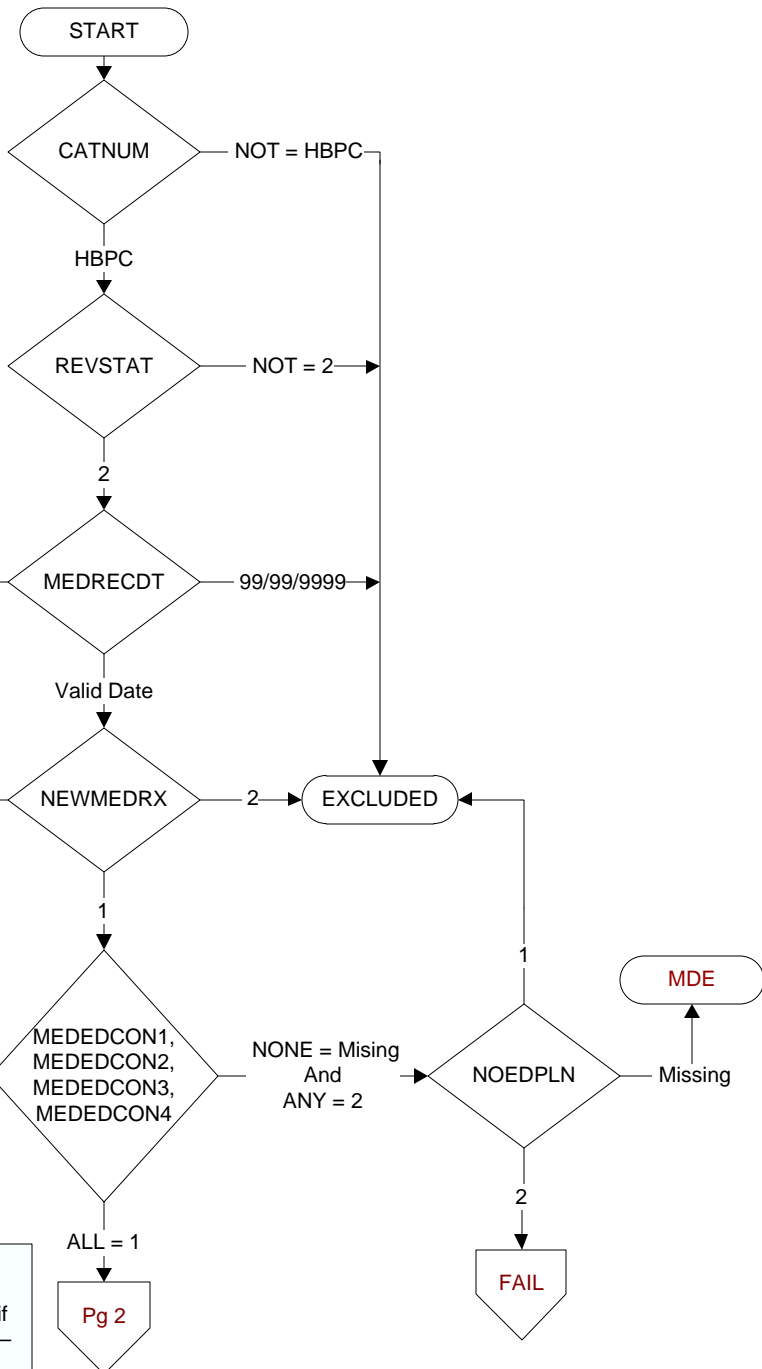 START
CATNUM
NOT = HBPC
HBPC
REVSTAT
NOT = 2
2
MEDRECDT
99/99/9999
Valid Date
NEWMEDRX
2
EXCLUDED
1
1
MDE
MEDEDCON1,
MEDEDCON2,
MEDEDCON3,
MEDEDCON4
NONE = Mising
And
ANY = 2
NOEDPLN
Missing
2
ALL = 1
FAIL
Pg 2
if
–